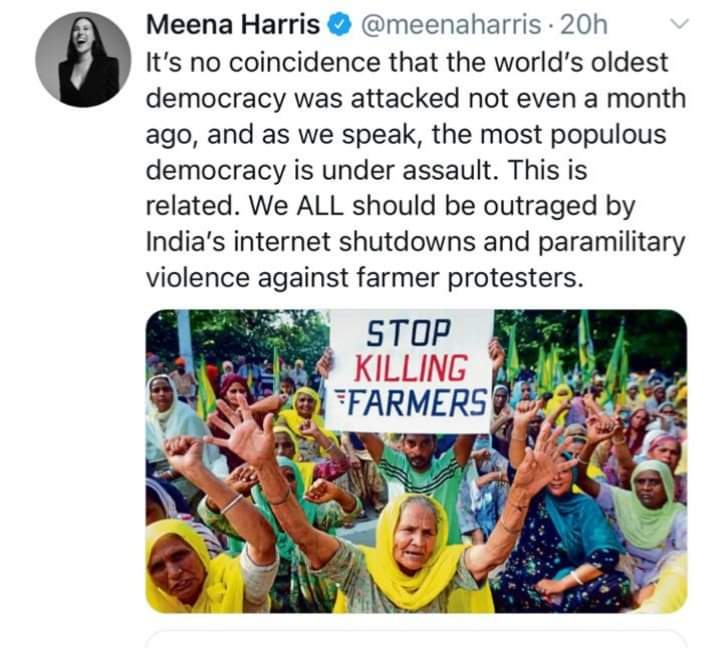 Meena Harris @meenaharris · 20h
It's no coincidence that the world's oldest
democracy was attacked not even a month
ago, and as we speak, the most populous
democracy is under assault. This is
related. We ALL should be outraged by
India's internet shutdowns and paramilitary
violence against farmer protesters.
STOP
KILLING
FARMERS